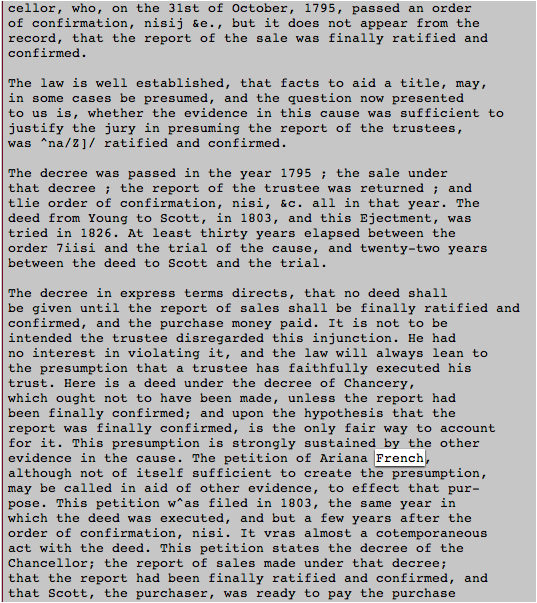 cellor, who, on the 31st of October, 1795, passed an order
of confirmation, nisij &e., but it does not appear from the
record, that the report of the sale was finally ratified and
confirmed.

The law is well established, that facts to aid a title, may,
in some cases be presumed, and the question now presented
to us is, whether the evidence in this cause was sufficient to
justify the jury in presuming the report of the trustees,
was ^na/Z]/ ratified and confirmed.

The decree was passed in the year 1795 ; the sale under
that decree ; the report of the trustee was returned ; and
tlie order of confirmation, nisi, &c. all in that year. The
deed from Young to Scott, in 1803, and this Ejectment, was
tried in 1826. At least thirty years elapsed between the
order 7iisi and the trial of the cause, and twenty-two years
between the deed to Scott and the trial.

The decree in express terms directs, that no deed shall
be given until the report of sales shall be finally ratified and
confirmed, and the purchase money paid. It is not to be
intended the trustee disregarded this injunction. He had
no interest in violating it, and the law will always lean to
the presumption that a trustee has faithfully executed his
trust. Here is a deed under the decree of Chancery,
which ought not to have been made, unless the report had
been finally confirmed; and upon the hypothesis that the
report was finally confirmed, is the only fair way to account
for it. This presumption is strongly sustained by the other
evidence in the cause. The petition of Ariana French,
although not of itself sufficient to create the presumption,
may be called in aid of other evidence, to effect that pur-
pose. This petition w^as filed in 1803, the same year in
which the deed was executed, and but a few years after the
order of confirmation, nisi. It vras almost a cotemporaneous
act with the deed. This petition states the decree of the
Chancellor; the report of sales made under that decree;
that the report had been finally ratified and confirmed, and
that Scott, the purchaser, was ready to pay the purchase